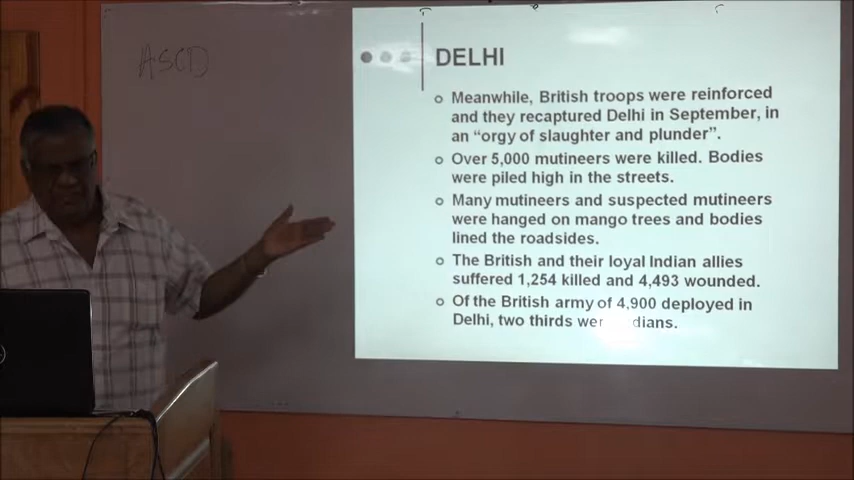 ASCD
DELHI
Meanwhile, British troops were reinforced
and they recaptured Delhi in September, in
an “orgy of slaughter and plunder”.
Over 5,000 mutineers were killed. Bodies
were piled high in the streets.
Many mutineers and suspected mutineers
were hanged on mango trees and bodies
lined the roadsides.
The British and their loyal Indian allies
suffered 1,254 killed and 4,493 wounded.
Of the British army of 4,900 deployed in
Delhi, two thirds